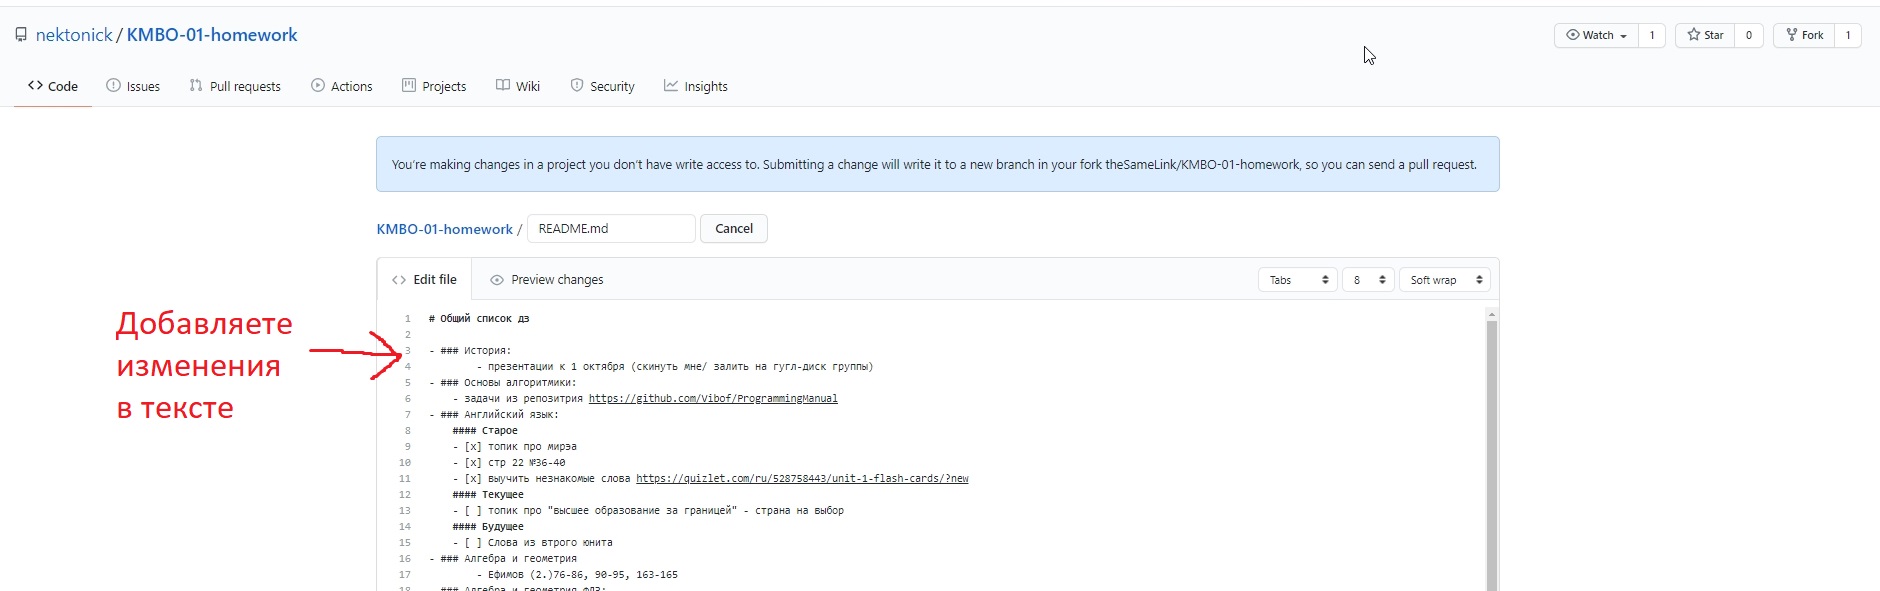 nektonick / KMBO-01-homework
Watch 1 Star 0 Fork 1
Code Issues Pull requests Actions Projects Wiki Security Insights
You're making changes in a project you don't have write access to. Submitting a change will write it to a new branch in your fork theSameLink/KMBO-01-homework, so you can send a pull request.
KMBO-01-homework / README.md Cancel
Edit file Preview changes Tabs 8 Soft wrap
Добавляете
изменения
в тексте
1 # Общий список дз
2
3 - ### История:
4 - презентации к 1 октября (скинуть мне/ залить на гугл-диск группы)
5 - ### Основы алгоритмики:
6 - задачи из репозитрия https://github.com/Vibof/ProgrammingManual
7 - ### Английский язык:
8 #### Старое
9 - [x] топик про мирэа
10 - [x] стр 22 №36-40
11 - [x] выучить незнакомые слова https://quizlet.com/ru/528758443/unit-1-flash-cards/?new
12 #### Текущее
13 - [ ] топик про "высшее образование за границей" - страна на выбор
14 #### Будущее
15 - [ ] Слова из втрого юнита
16 - ### Алгебра и геометрия
17 - Ефимов (2.)76-86, 90-95, 163-165
18 - ### Алгебра и геометрия ФДЗ: